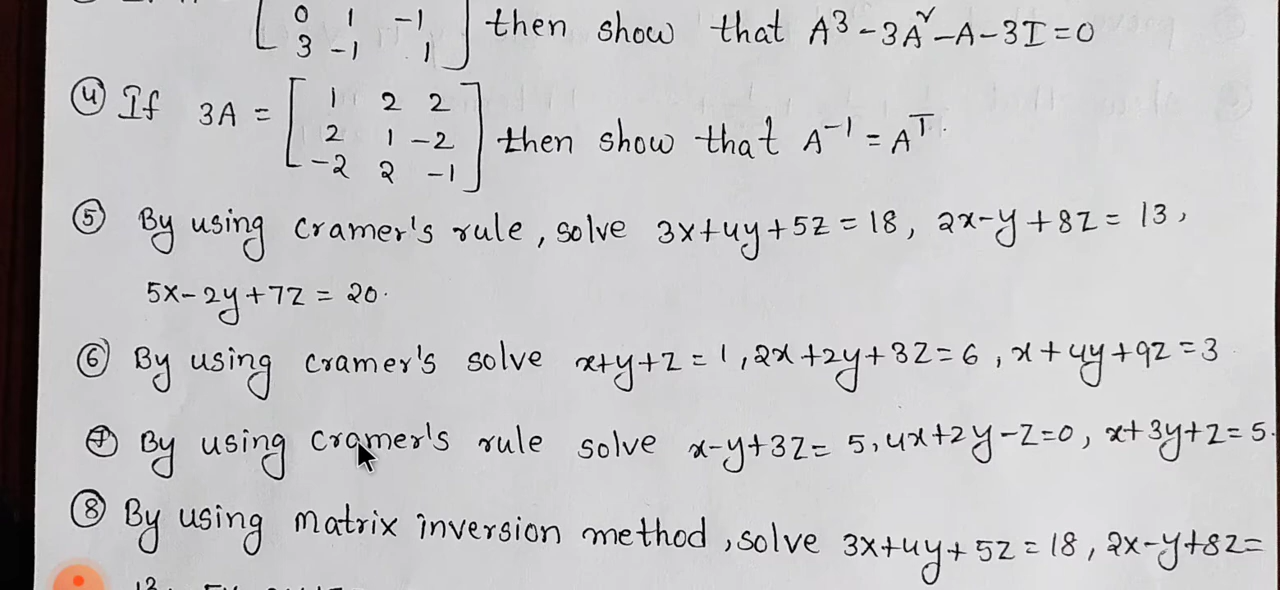 [ 0 1 -1
3 -1 1 ] then show that A³-3A²-A-3I=0
④ If 3A = [ 1 2 2
2 1 -2
-2 2 -1 ] then show that A⁻¹ = Aᵀ.
⑤ By using cramer's rule, solve 3x+4y+5z = 18, 2x-y+8z = 13,
5x-2y+7z = 20.
⑥ By using cramer's solve x+y+z = 1, 2x+2y+3z=6, x+4y+9z=3
⑦ By using cramer's rule solve x-y+3z= 5, 4x+2y-z=0, x+3y+z=5.
⑧ By using matrix inversion method, solve 3x+4y+5z=18, 2x-y+8z=